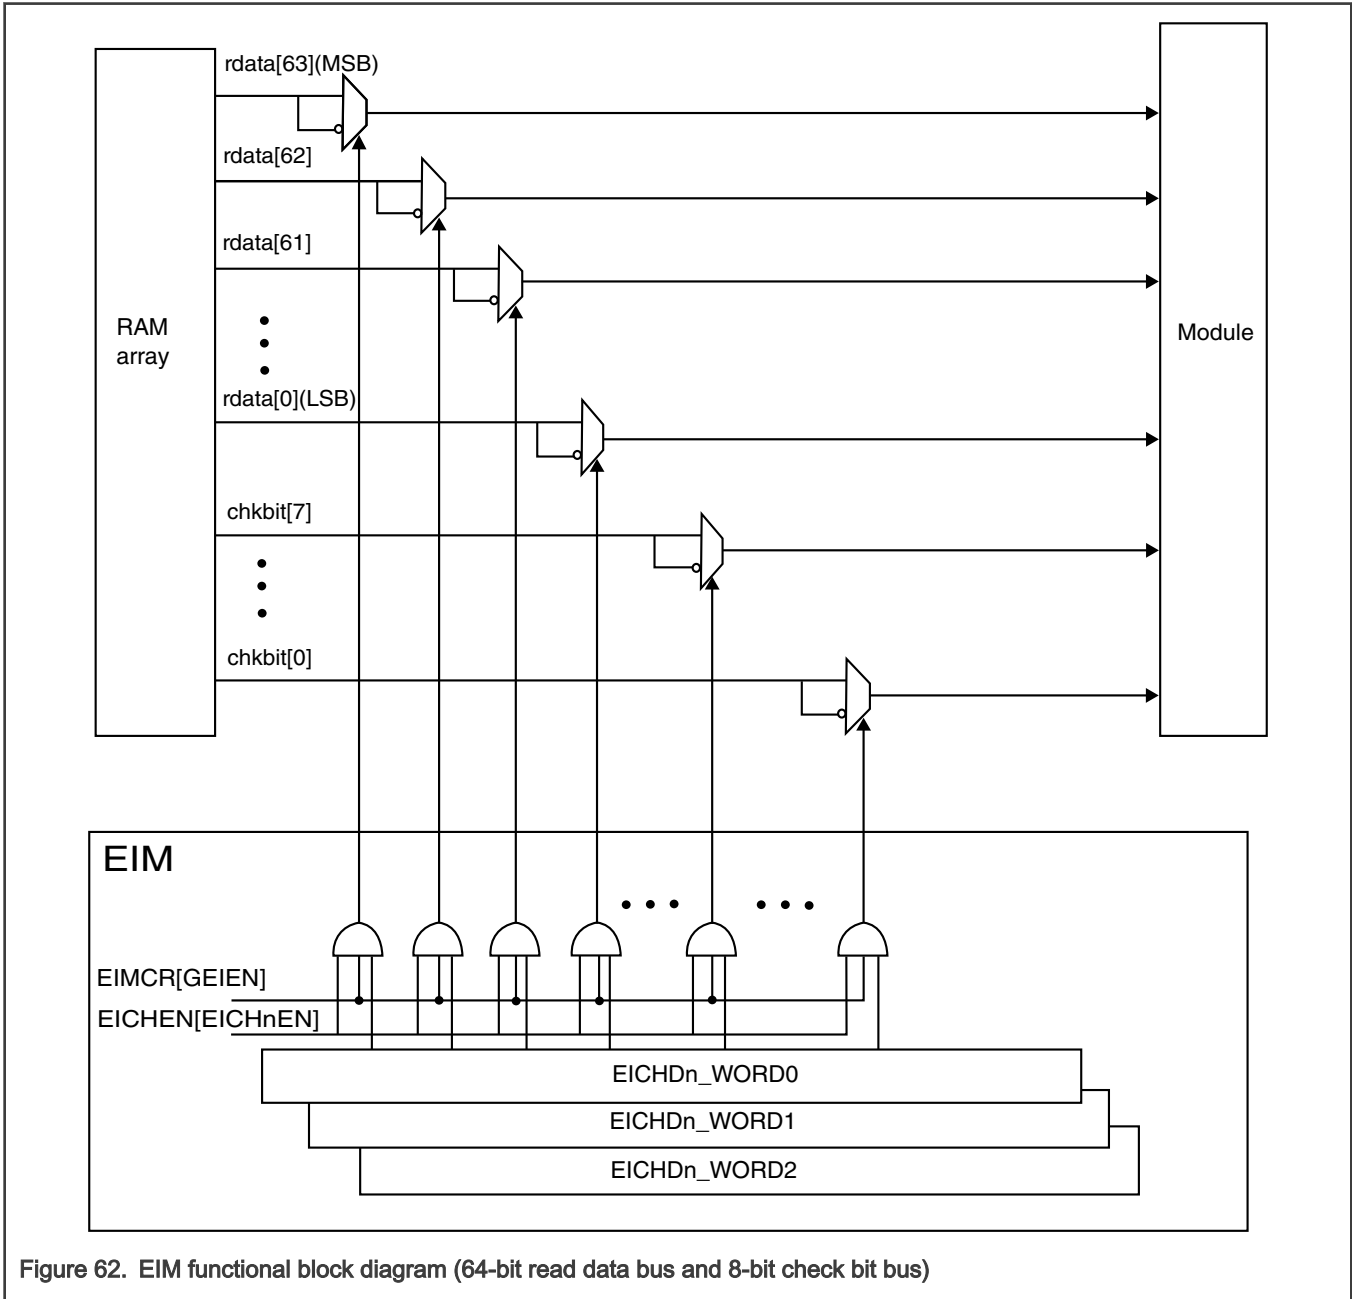 rdata[63](MSB)
rdata[62]
rdata[61]
RAM
array
Module
rdata[0](LSB)
chkbit[7]
chkbit[0]
EIM
EIMCR[GEIEN]
EICHEN[EICHnEN]
EICHDn_WORD0
EICHDn_WORD1
EICHDn_WORD2
Figure 62. EIM functional block diagram (64-bit read data bus and 8-bit check bit bus)